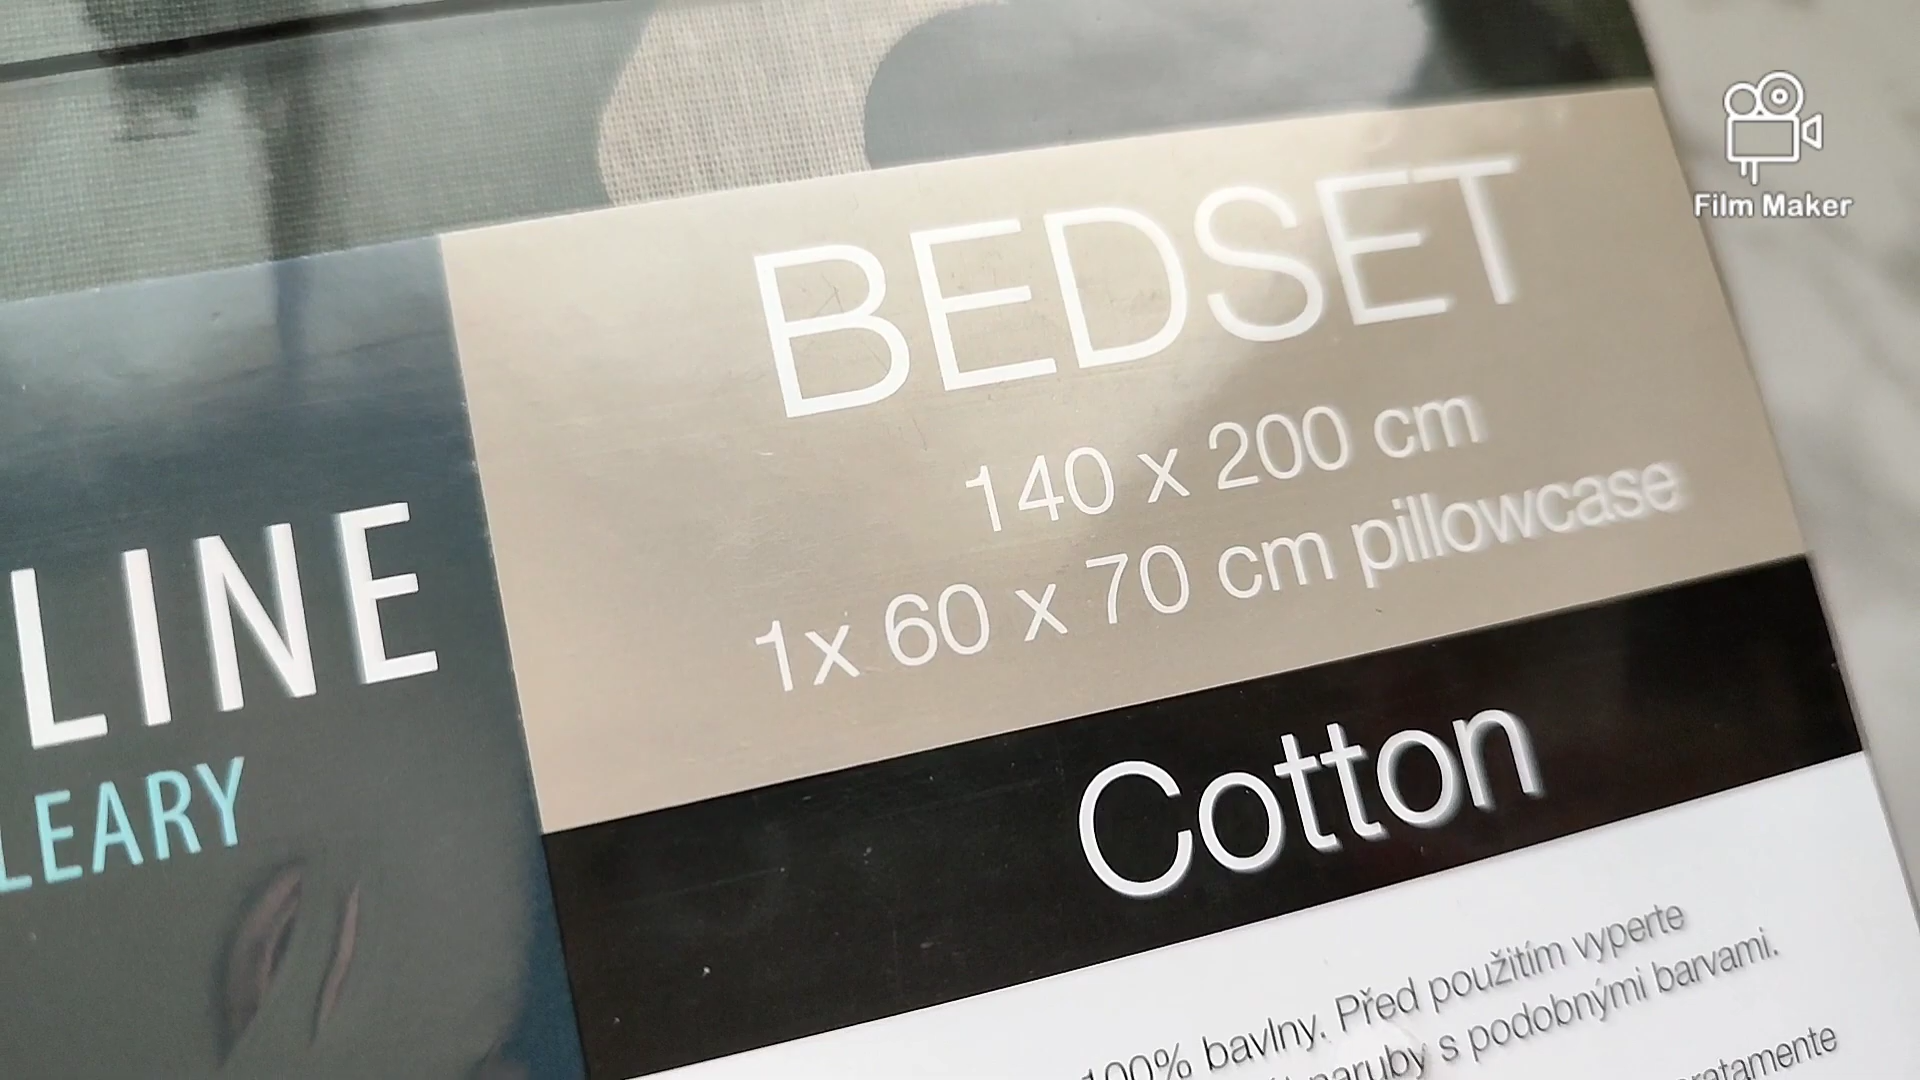 Film Maker
BEDSET
140 x 200 cm
1x 60 x 70 cm pillowcase
LINE
LEARY
Cotton
100% bavlny. Před použitím vyperte
naruby s podobnými barvami.